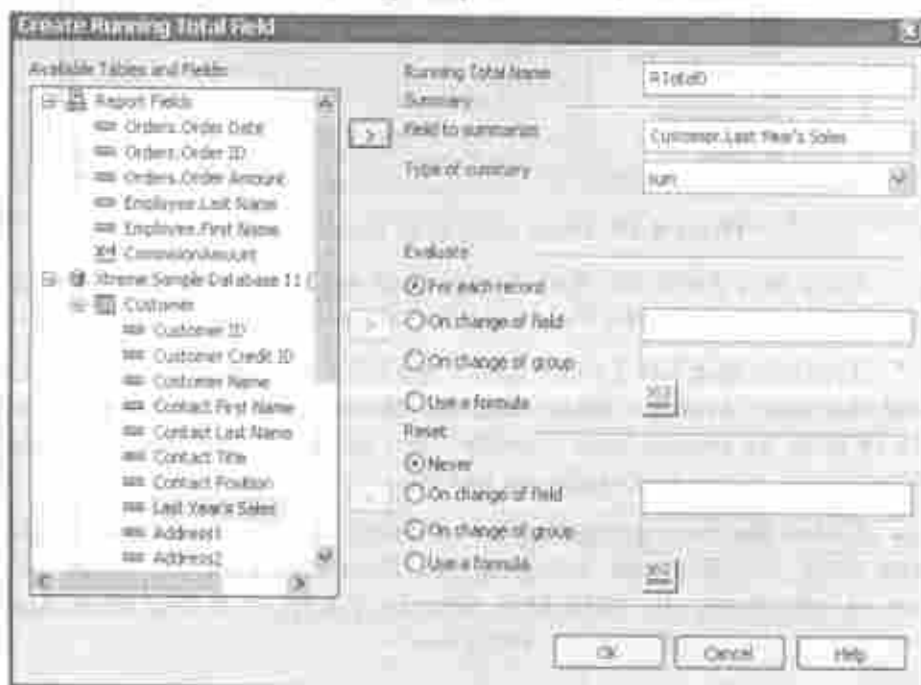 Create Running Total Field
Available Tables and Fields:
Report Fields
Orders.Order Date
Orders.Order ID
Orders.Order Amount
Employee.Last Name
Employee.First Name
Xtreme Sample Database 11 (
Customer
Customer ID
Customer Credit ID
Customer Name
Contact First Name
Contact Last Name
Contact Title
Contact Position
Last Year's Sales
Address1
Address2
Running Total Name
RTotal0
Summary
>
Field to summarize
Customer.Last Year's Sales
Type of summary
sum
Evaluate
For each record
On change of field
On change of group
Use a formula
Reset
Never
On change of field
On change of group
Use a formula
OK
Cancel
Help